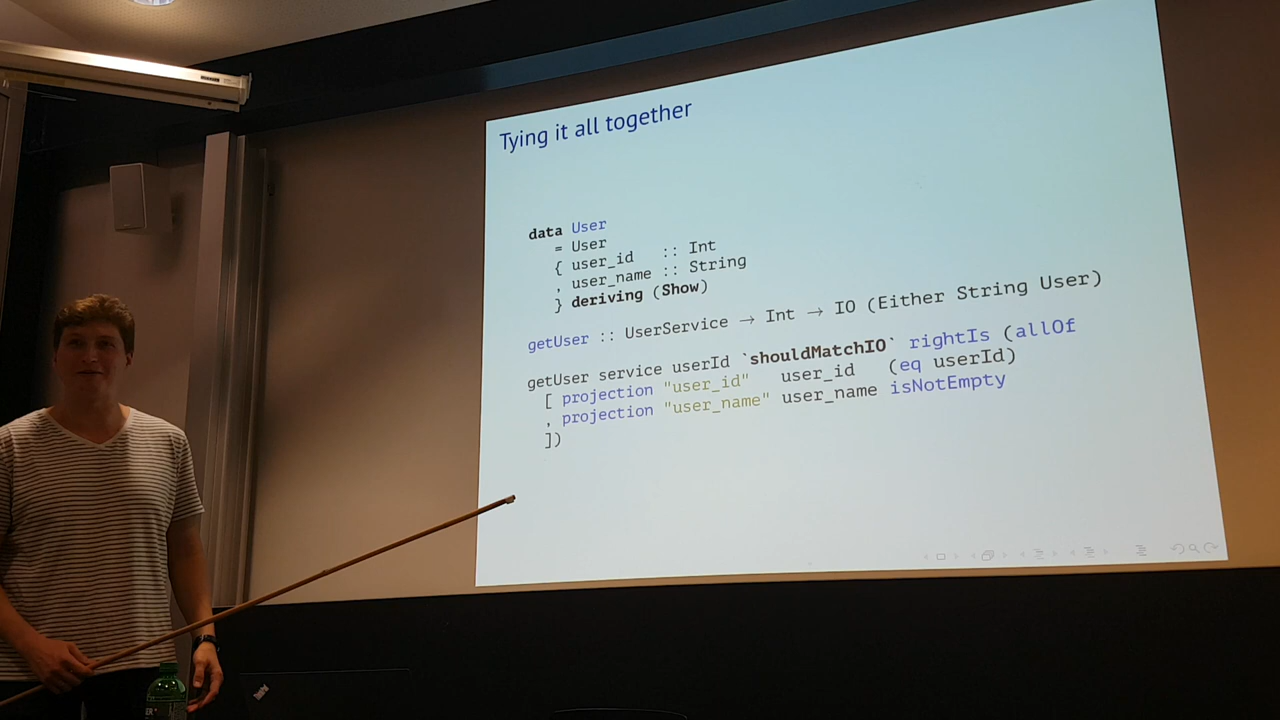 Tying it all together
data User
= User
{ user_id :: Int
, user_name :: String
} deriving (Show)
getUser :: UserService → Int → IO (Either String User)
getUser service userId `shouldMatchIO` rightIs (allOf
[ projection "user_id" user_id (eq userId)
, projection "user_name" user_name isNotEmpty
])